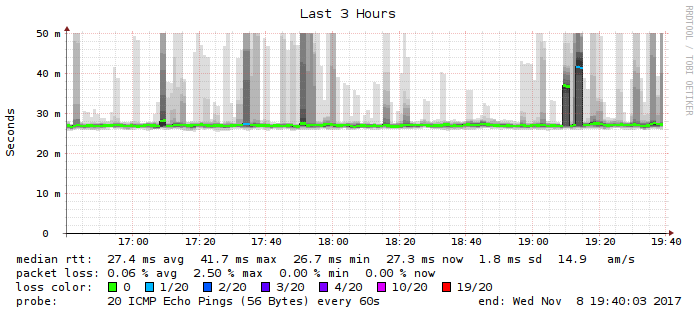 Last 3 Hours
RRDTOOL / TOBI OETIKER
Seconds
50 m
40 m
30 m
20 m
10 m
0
17:00 17:20 17:40 18:00 18:20 18:40 19:00 19:20 19:40
median rtt: 27.4 ms avg 41.7 ms max 26.7 ms min 27.3 ms now 1.8 ms sd 14.9 am/s
packet loss: 0.06 % avg 2.50 % max 0.00 % min 0.00 % now
loss color: 0 1/20 2/20 3/20 4/20 10/20 19/20
probe: 20 ICMP Echo Pings (56 Bytes) every 60s end: Wed Nov 8 19:40:03 2017